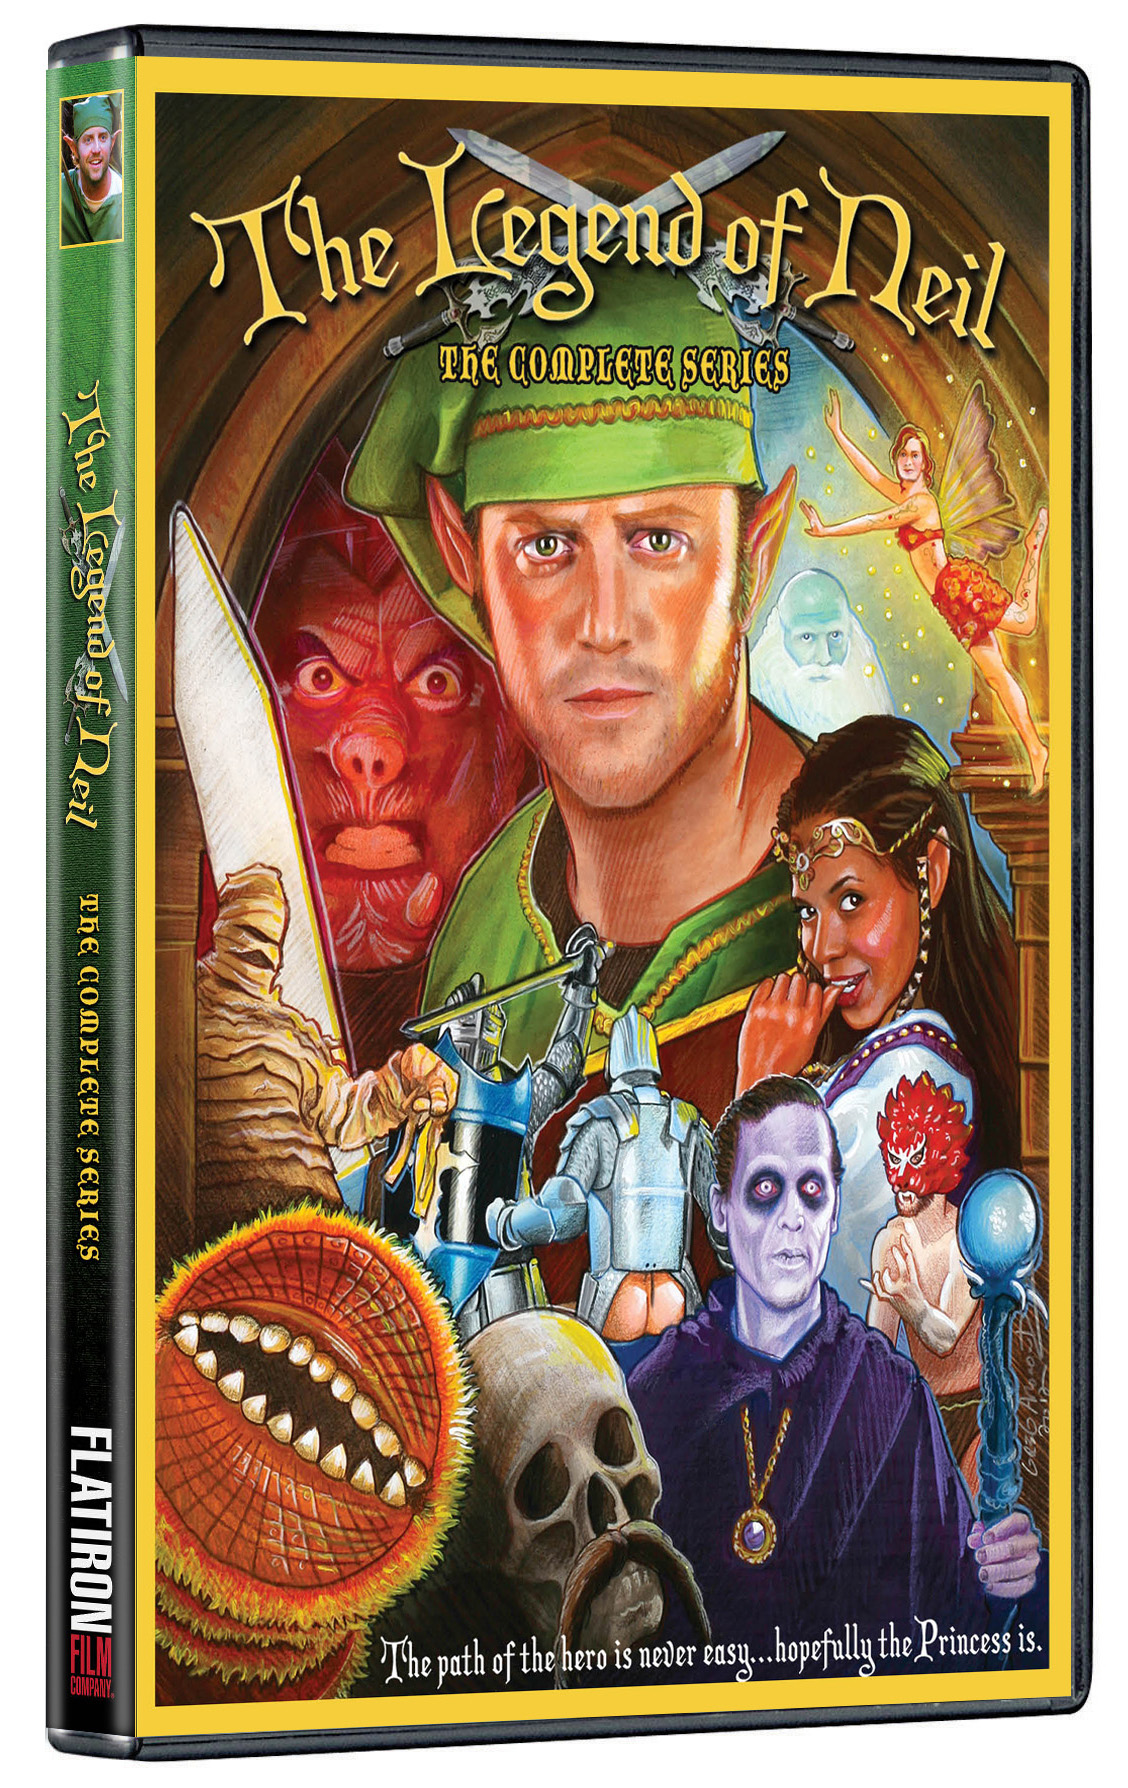 The Legend of Neil
THE COMPLETE SERIES
The path of the hero is never easy...hopefully the Princess is.
The Legend of Neil
THE COMPLETE SERIES
FLATIRON
FILM
COMPANY